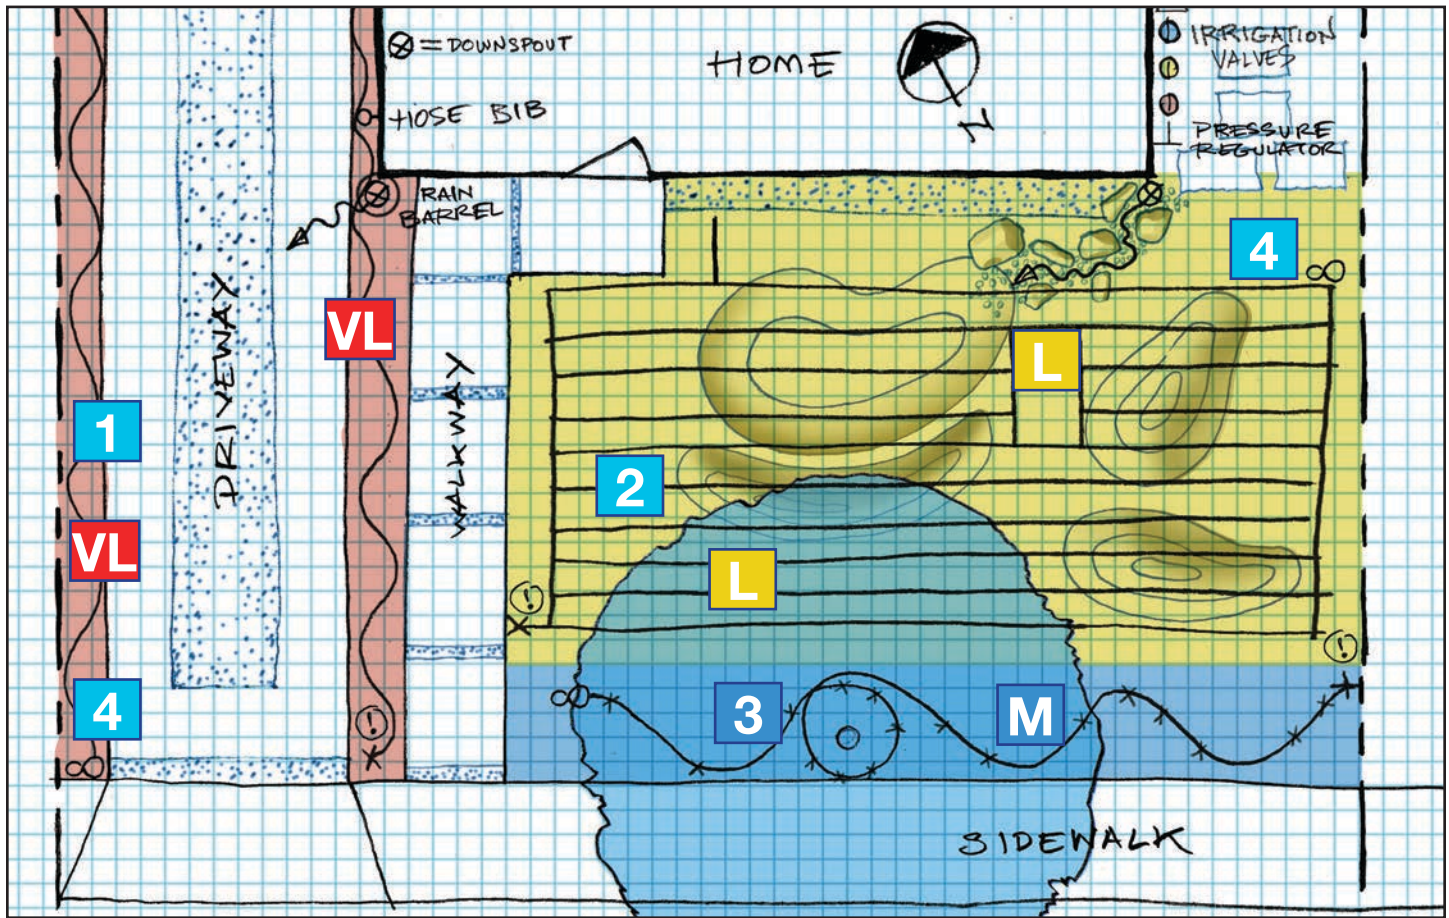 = DOWNSPOUT
HOME
N
IRRIGATION
VALVES
HOSE BIB
PRESSURE
REGULATOR
RAIN
BARREL
4
VL
DRIVEWAY
WALKWAY
L
1
2
VL
L
!
!
4
!
3
M
SIDEWALK